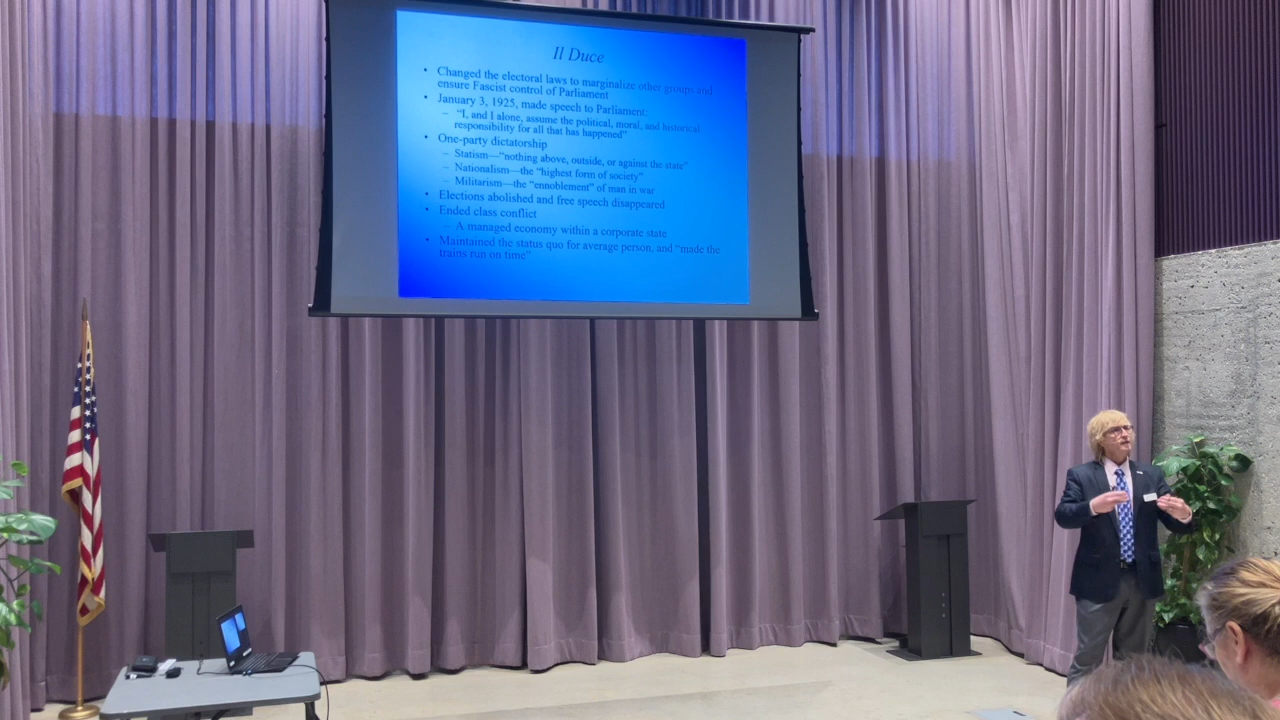 Il Duce
• Changed the electoral laws to marginalize other groups and
ensure Fascist control of Parliament
• January 3, 1925, made speech to Parliament:
– “I, and I alone, assume the political, moral, and historical
responsibility for all that has happened”
• One-party dictatorship
– Statism—“nothing above, outside, or against the state”
– Nationalism—the “highest form of society”
– Militarism—the “ennoblement” of man in war
• Elections abolished and free speech disappeared
• Ended class conflict
– A managed economy within a corporate state
• Maintained the status quo for average person, and “made the
trains run on time”